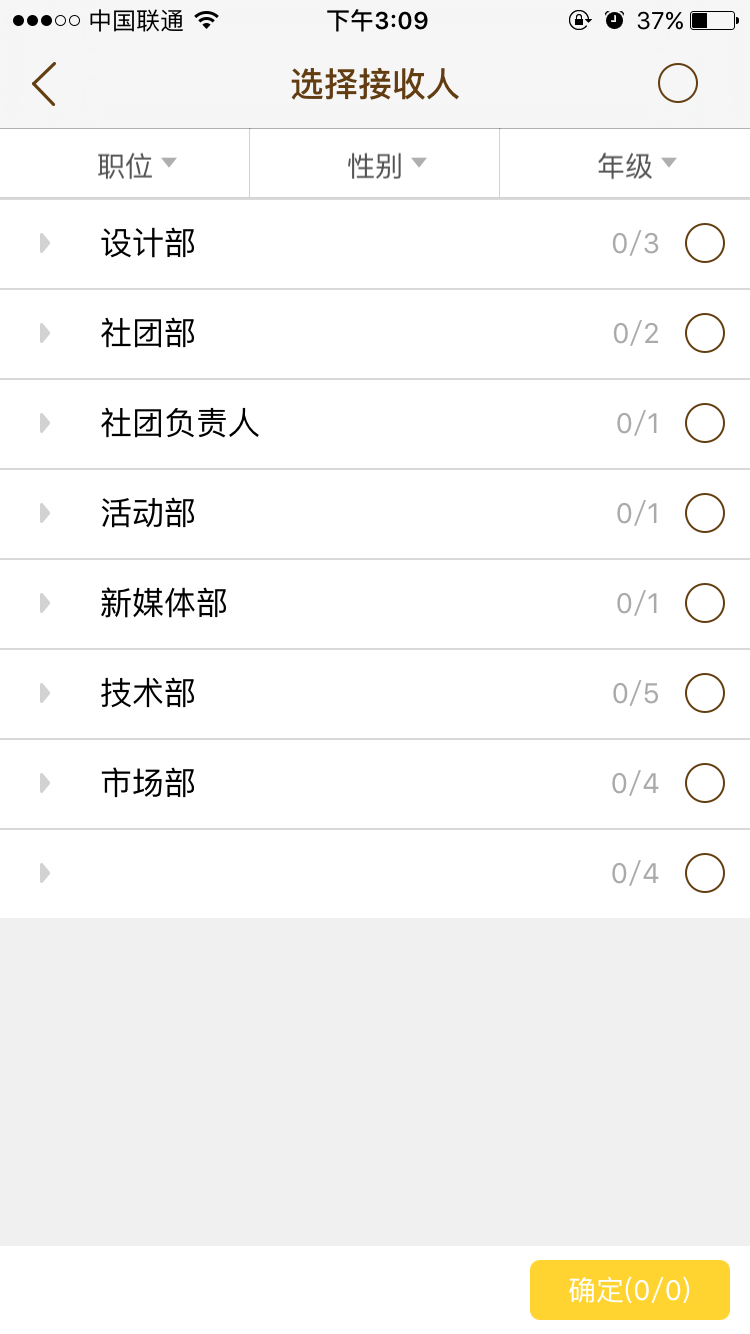 中国联通 下午3:09 37%
选择接收人
职位 性别 年级
设计部 0/3
社团部 0/2
社团负责人 0/1
活动部 0/1
新媒体部 0/1
技术部 0/5
市场部 0/4
0/4
确定(0/0)